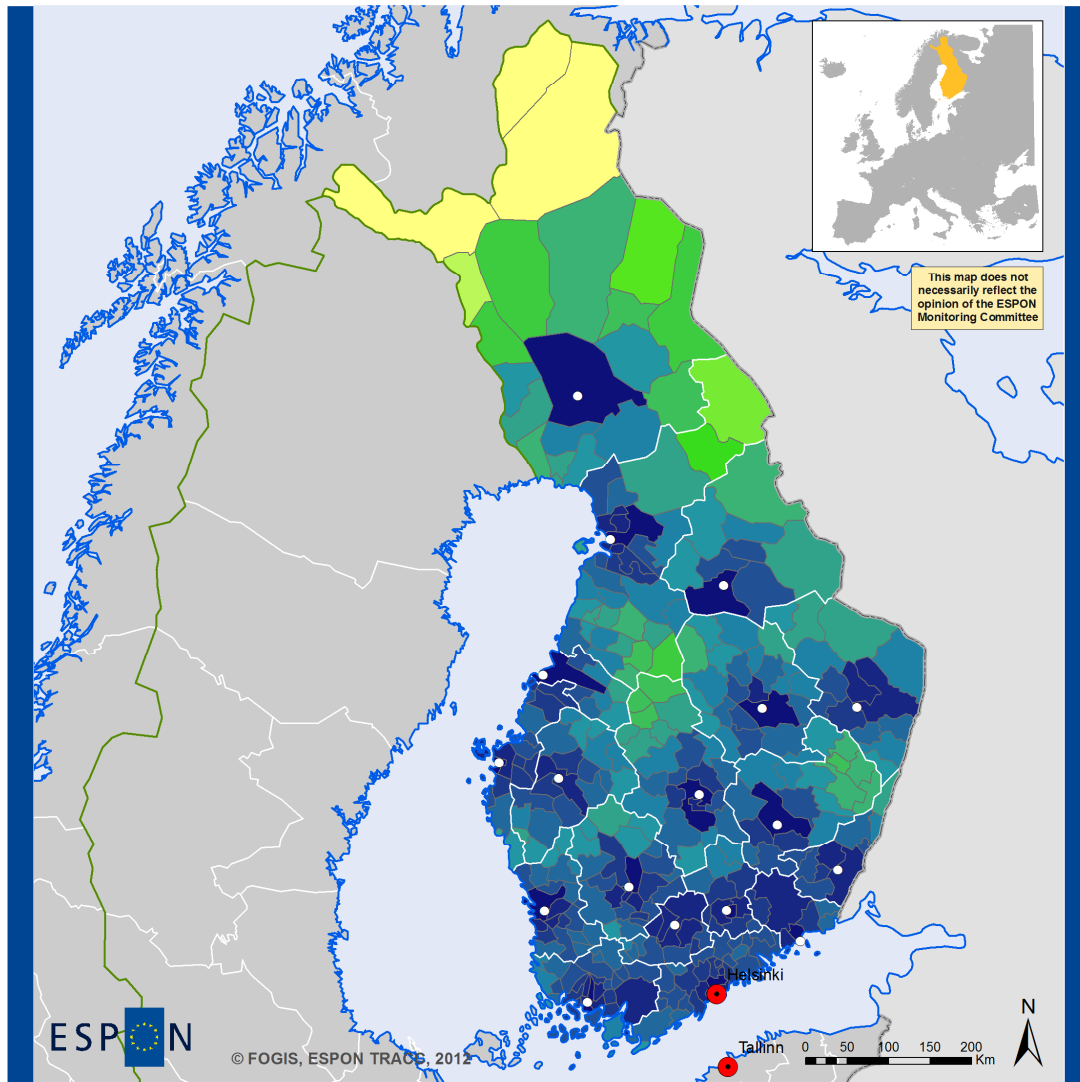 This map does not
necessarily reflect the
opinion of the ESPON
Monitoring Committee
Helsinki
N
ESPON
© FOGIS, ESPON TRACC, 2012
Tallinn
0 50 100 150 200
Km